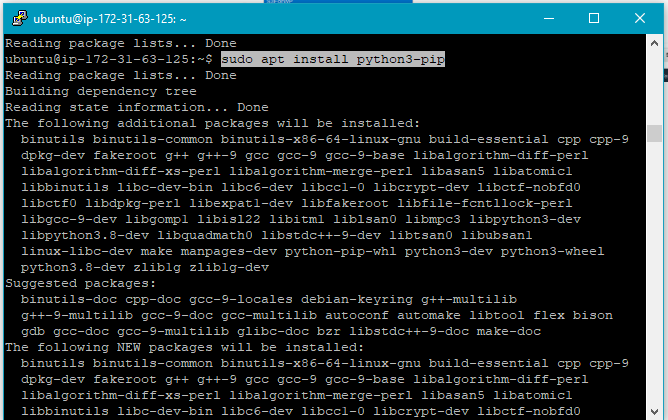 ubuntu@ip-172-31-63-125: ~
Reading package lists... Done
ubuntu@ip-172-31-63-125:~$ sudo apt install python3-pip
Reading package lists... Done
Building dependency tree
Reading state information... Done
The following additional packages will be installed:
binutils binutils-common binutils-x86-64-linux-gnu build-essential cpp cpp-9
dpkg-dev fakeroot g++ g++-9 gcc gcc-9 gcc-9-base libalgorithm-diff-perl
libalgorithm-diff-xs-perl libalgorithm-merge-perl libasan5 libatomic1
libbinutils libc-dev-bin libc6-dev libcc1-0 libcrypt-dev libctf-nobfd0
libctf0 libdpkg-perl libexpat1-dev libfakeroot libfile-fcntllock-perl
libgcc-9-dev libgomp1 libisl22 libitm1 liblsan0 libmpc3 libpython3-dev
libpython3.8-dev libquadmath0 libstdc++-9-dev libtsan0 libubsan1
linux-libc-dev make manpages-dev python-pip-whl python3-dev python3-wheel
python3.8-dev zlib1g zlib1g-dev
Suggested packages:
binutils-doc cpp-doc gcc-9-locales debian-keyring g++-multilib
g++-9-multilib gcc-9-doc gcc-multilib autoconf automake libtool flex bison
gdb gcc-doc gcc-9-multilib glibc-doc bzr libstdc++-9-doc make-doc
The following NEW packages will be installed:
binutils binutils-common binutils-x86-64-linux-gnu build-essential cpp cpp-9
dpkg-dev fakeroot g++ g++-9 gcc gcc-9 gcc-9-base libalgorithm-diff-perl
libalgorithm-diff-xs-perl libalgorithm-merge-perl libasan5 libatomic1
libbinutils libc-dev-bin libc6-dev libcc1-0 libcrypt-dev libctf-nobfd0